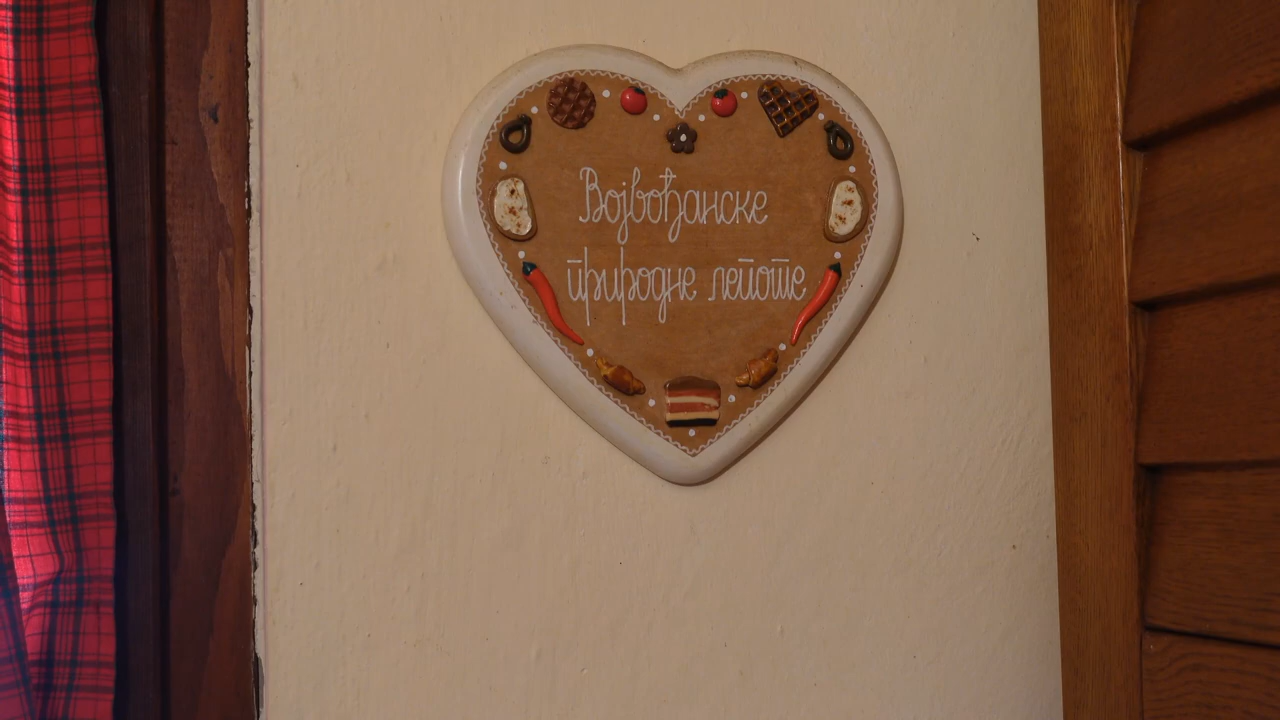 Војвођанске
природне лепоте